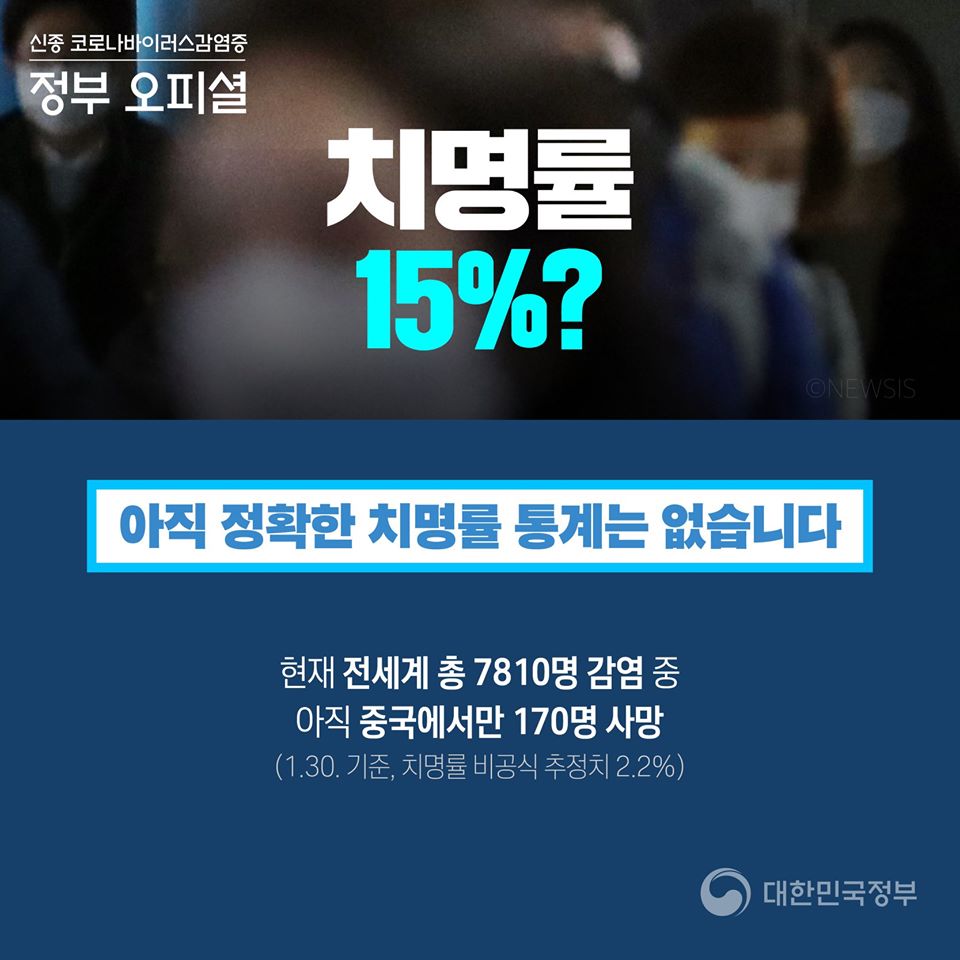 신종 코로나바이러스감염증
정부 오피셜
치명률
15%?
©NEWSIS
아직 정확한 치명률 통계는 없습니다
현재 전세계 총 7810명 감염 중
아직 중국에서만 170명 사망
(1.30. 기준, 치명률 비공식 추정치 2.2%)
대한민국정부